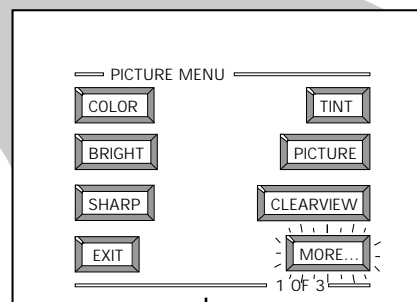 PICTURE MENU
COLOR TINT
BRIGHT PICTURE
SHARP CLEARVIEW
EXIT MORE...
1 OF 3